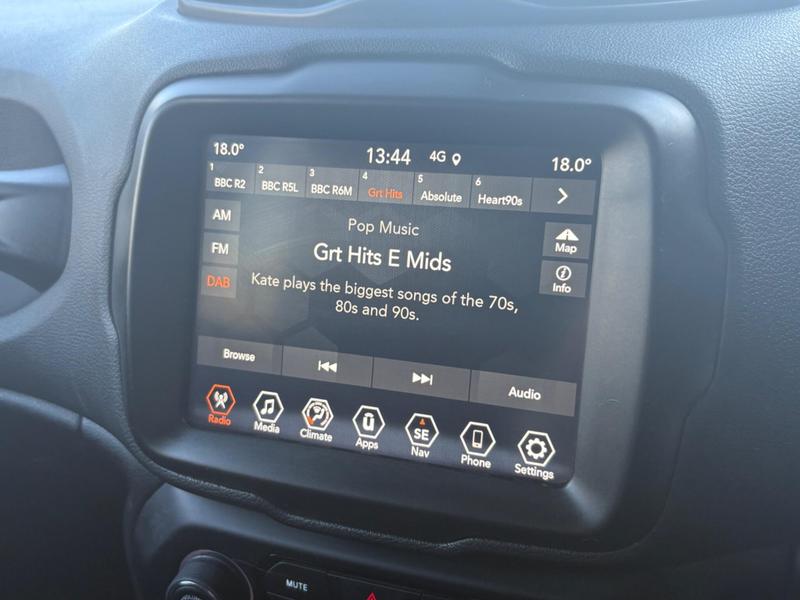 18.0°
13:44
4G
18.0°
1 BBC R2
2 BBC R5L
3 BBC R6M
4 Grt Hits
5 Absolute
6 Heart90s
AM
FM
DAB
Pop Music
Grt Hits E Mids
Kate plays the biggest songs of the 70s,
80s and 90s.
Map
Info
Browse
Audio
Radio
Media
Climate
ū
Apps
SE
Nav
Phone
Settings
MUTE